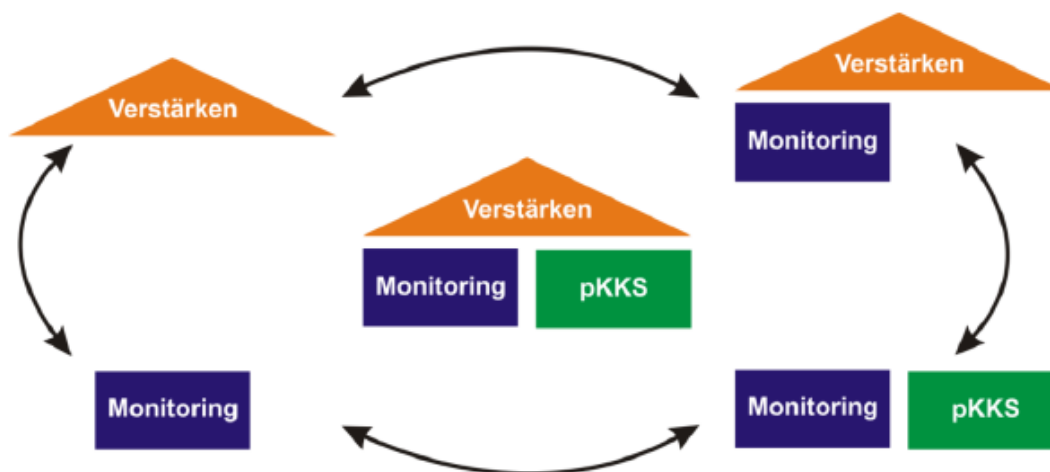 Verstärken
Verstärken
Monitoring
Verstärken
Monitoring pKKS
Monitoring
Monitoring pKKS